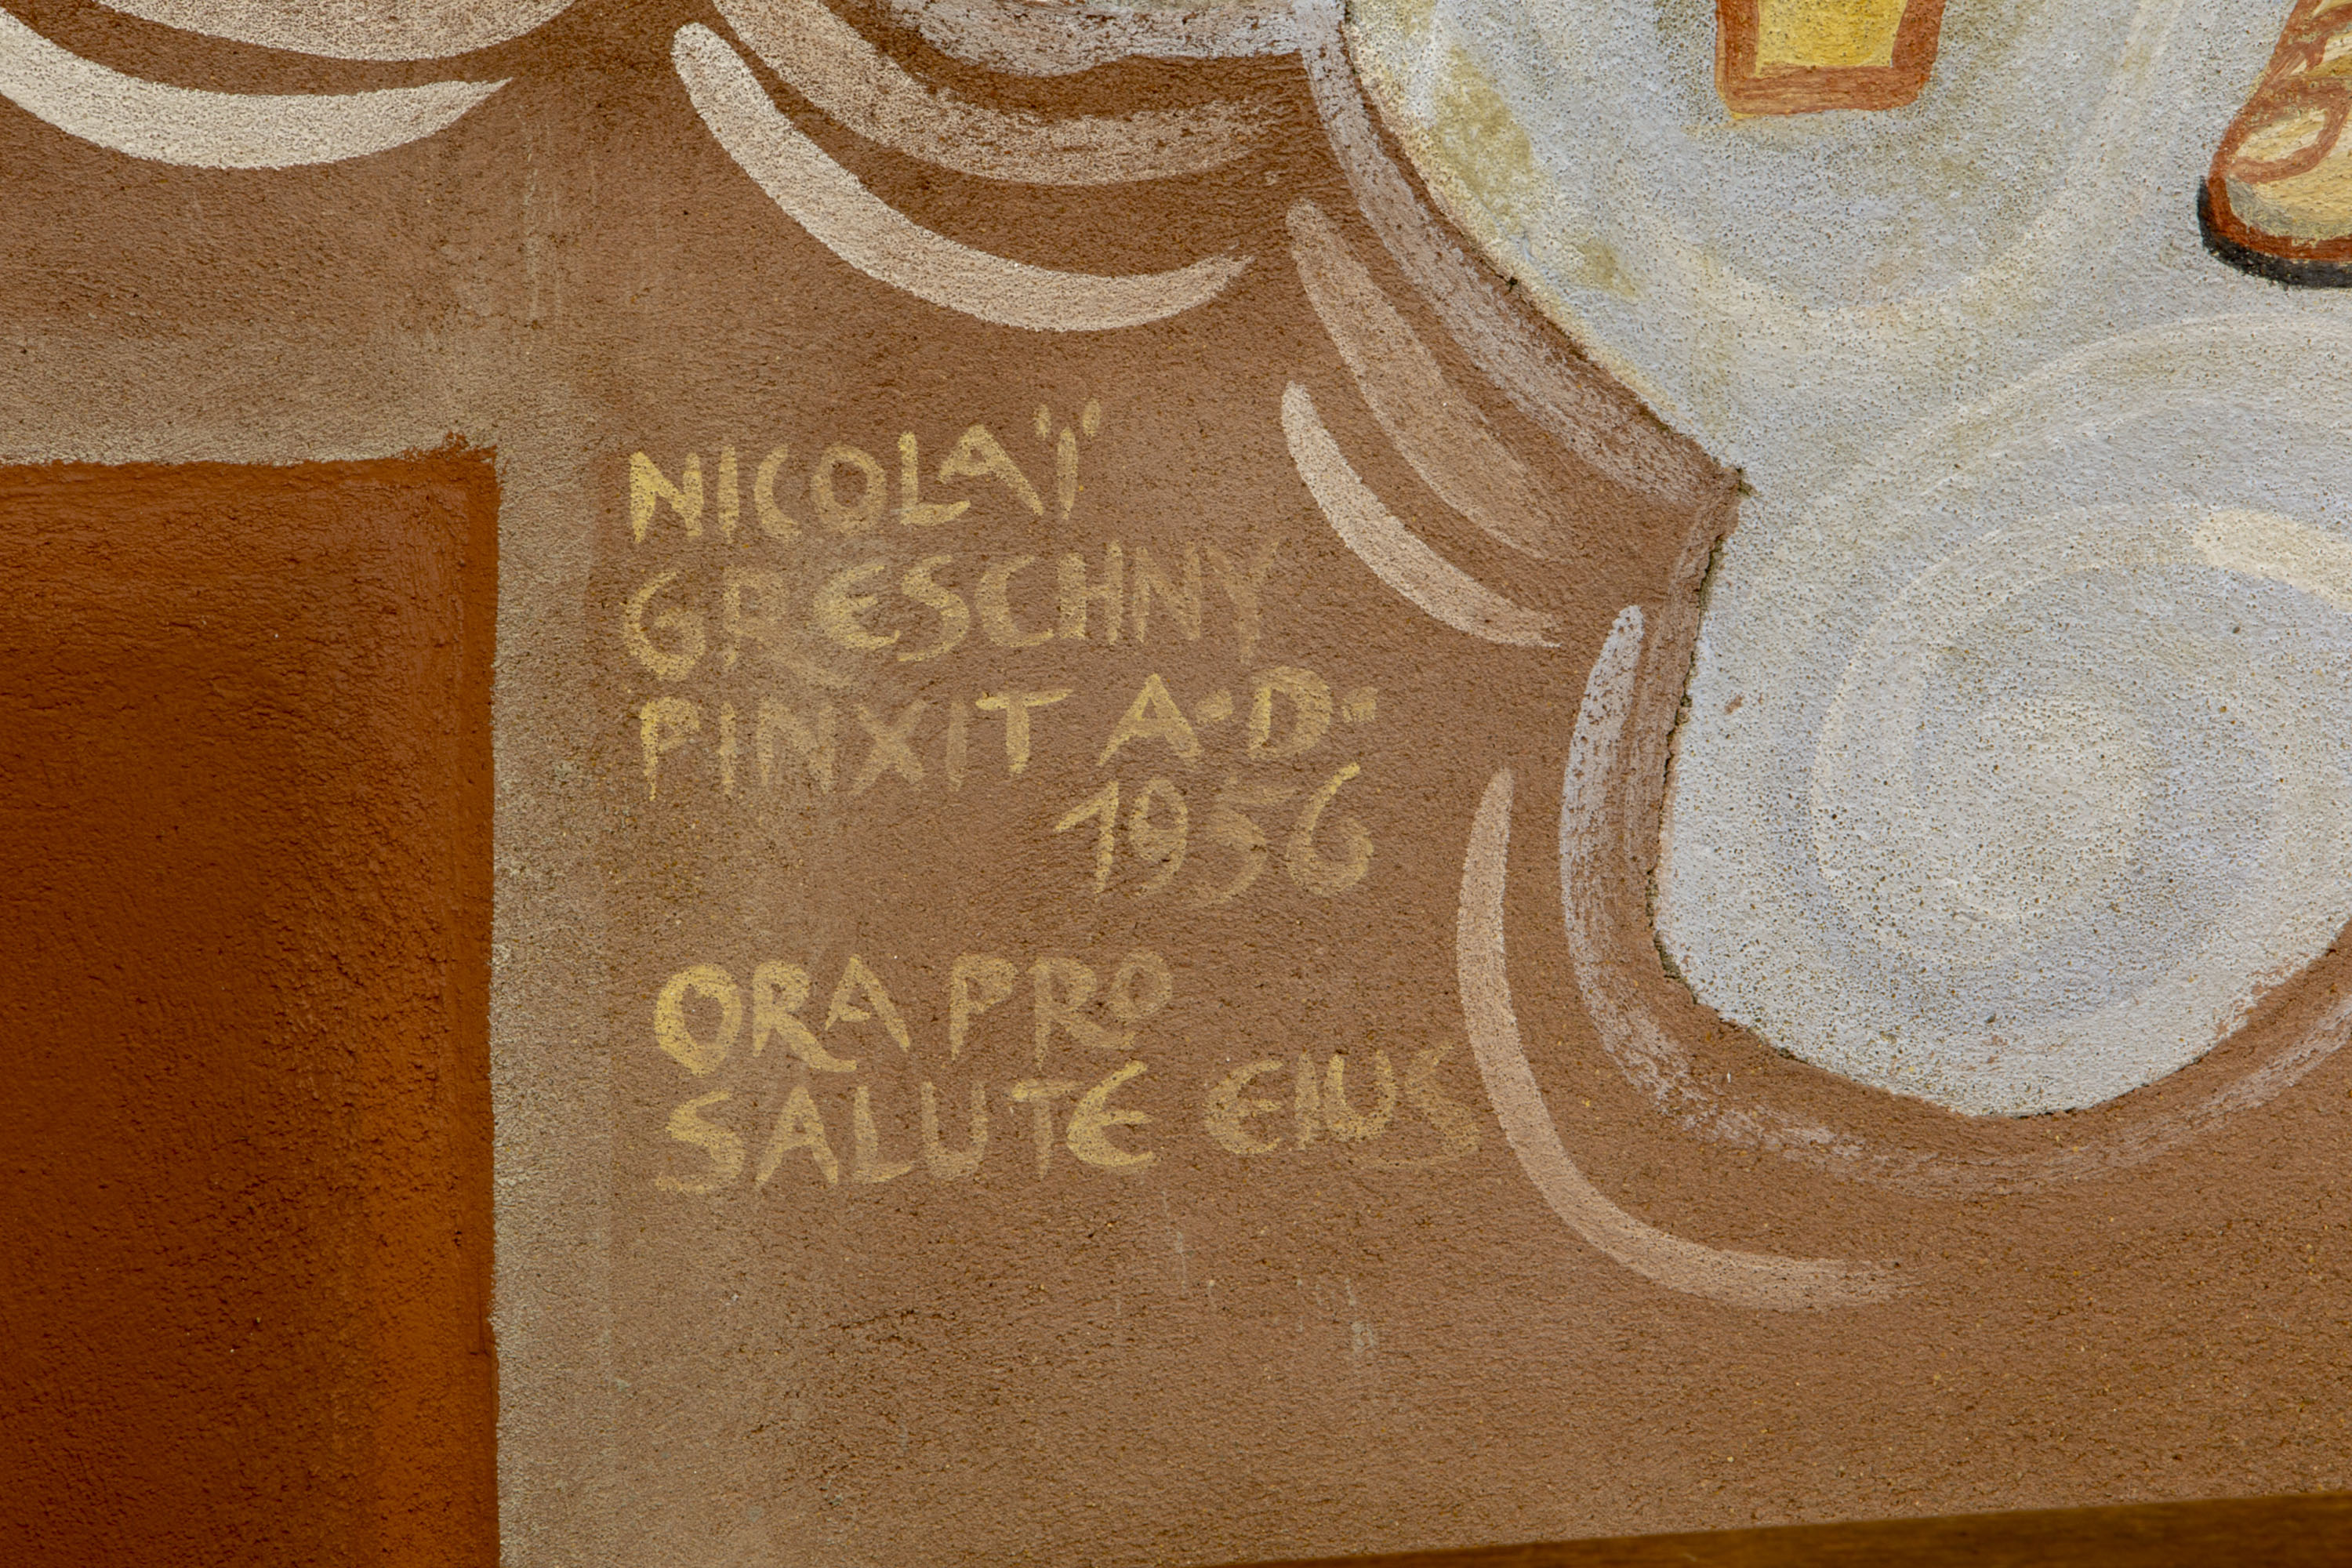 NICOLAÏ
GRESCHNY
PINXIT A·D·
1956
ORA PRO
SALUTE EIUS